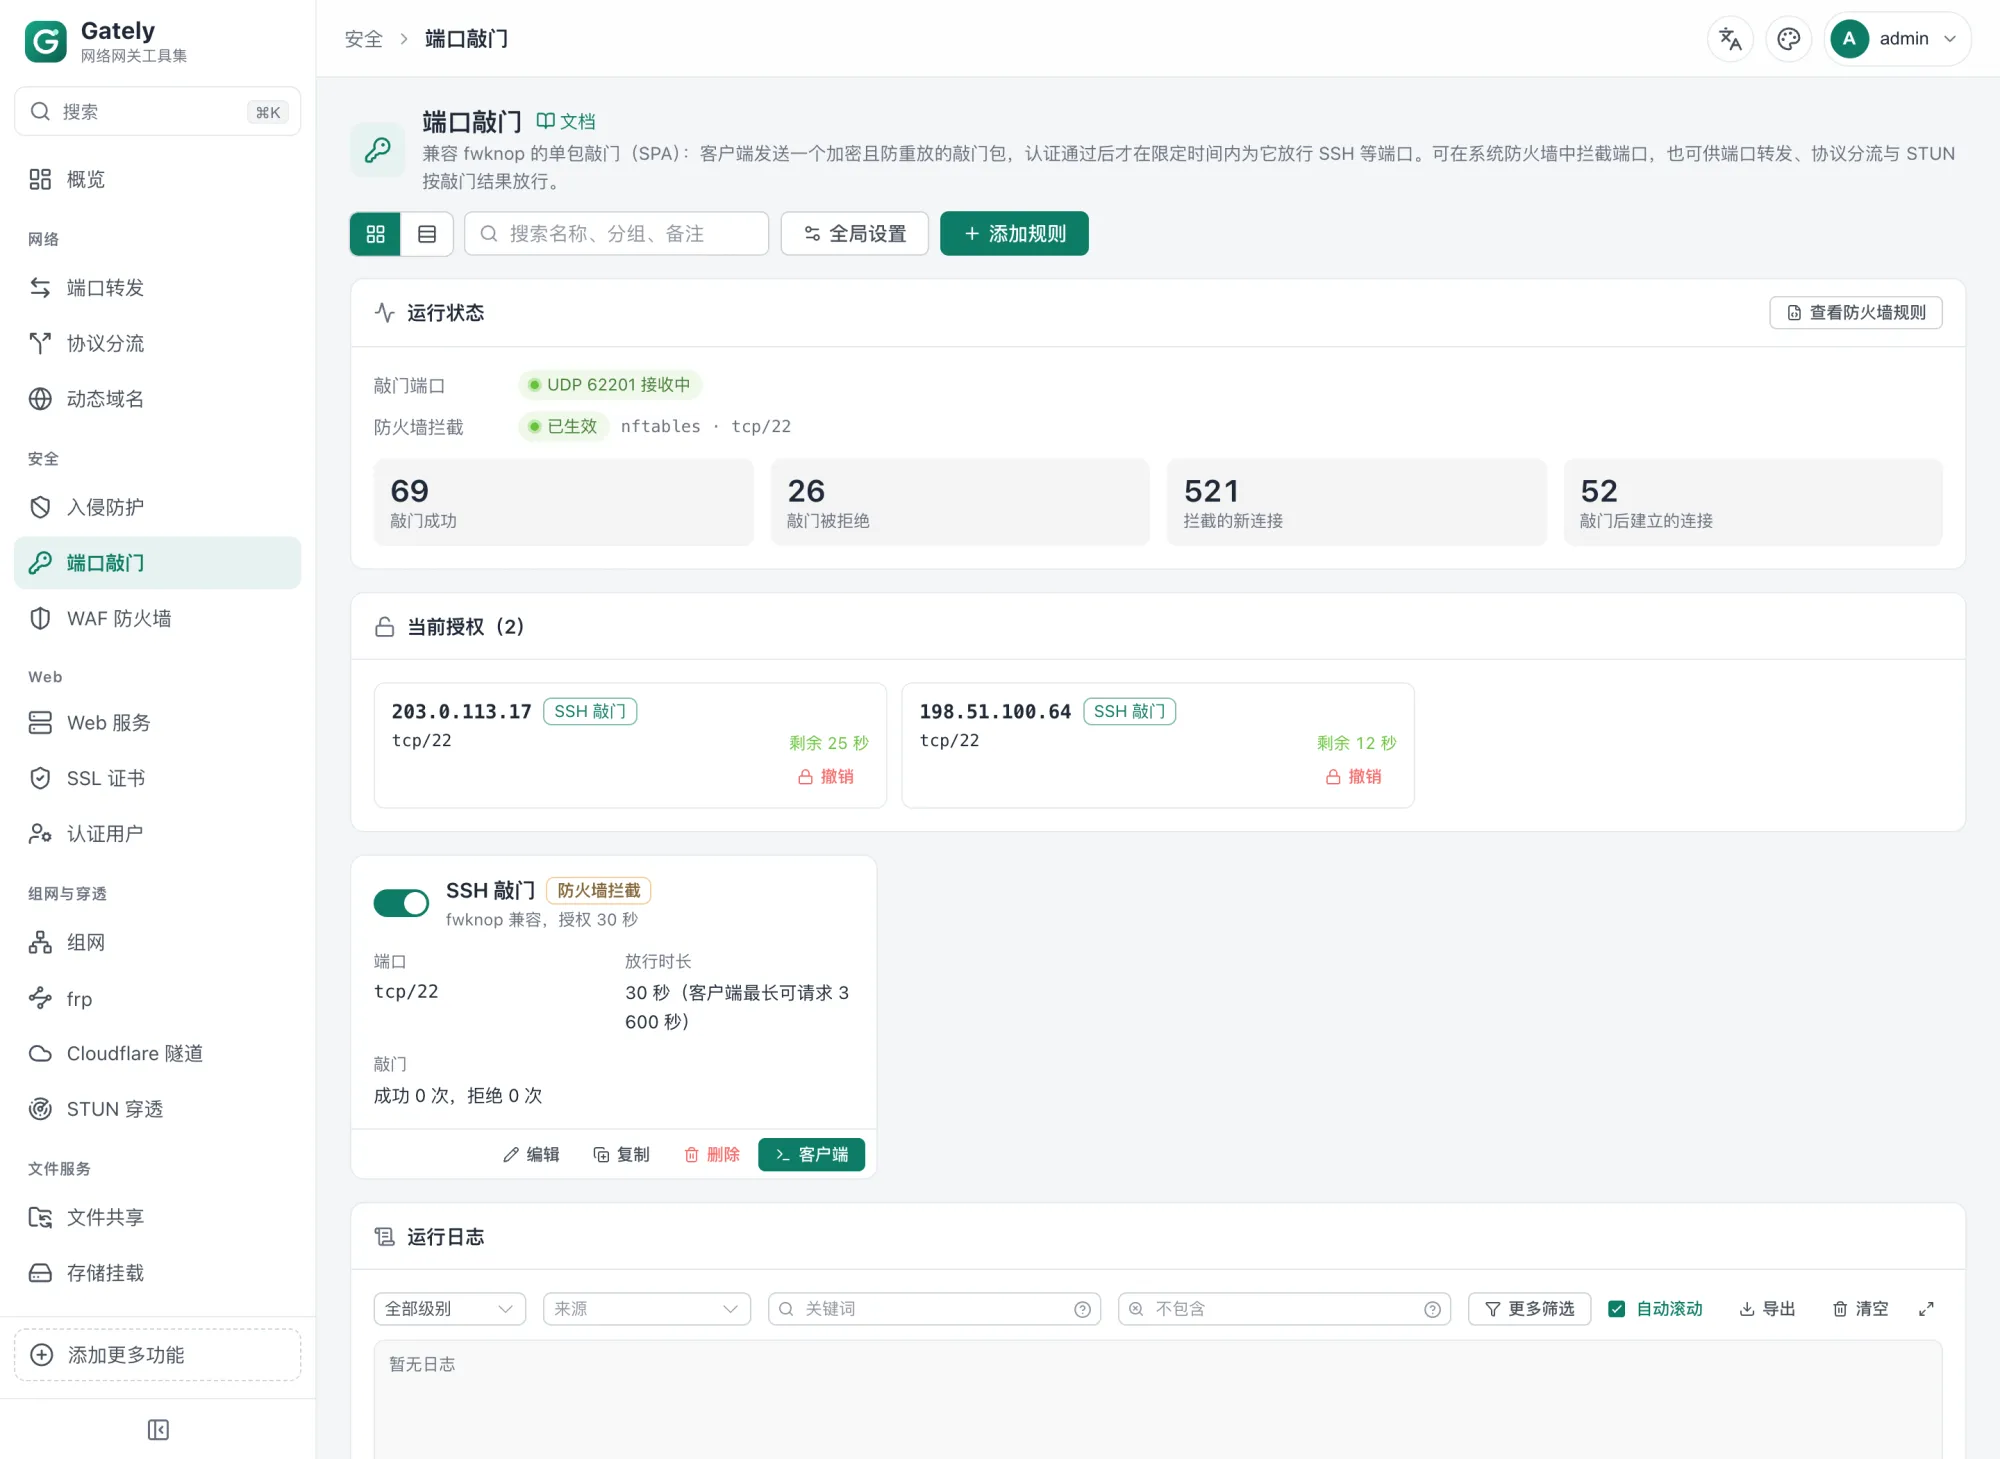 Gately
网络网关工具集
搜索
⌘K
概览
网络
端口转发
协议分流
动态域名
安全
入侵防护
端口敲门
WAF 防火墙
Web
Web 服务
SSL 证书
认证用户
组网与穿透
组网
frp
Cloudflare 隧道
STUN 穿透
文件服务
文件共享
存储挂载
添加更多功能
安全 > 端口敲门
A admin
端口敲门 文档
兼容 fwknop 的单包敲门（SPA）：客户端发送一个加密且防重放的敲门包，认证通过后才在限定时间内为它放行 SSH 等端口。可在系统防火墙中拦截端口，也可供端口转发、协议分流与 STUN
按敲门结果放行。
搜索名称、分组、备注
全局设置
添加规则
运行状态
查看防火墙规则
敲门端口 UDP 62201 接收中
防火墙拦截 已生效 nftables · tcp/22
69
敲门成功
26
敲门被拒绝
521
拦截的新连接
52
敲门后建立的连接
当前授权（2）
203.0.113.17 SSH 敲门
tcp/22
剩余 25 秒
撤销
198.51.100.64 SSH 敲门
tcp/22
剩余 12 秒
撤销
SSH 敲门 防火墙拦截
fwknop 兼容，授权 30 秒
端口
tcp/22
放行时长
30 秒（客户端最长可请求 3
600 秒）
敲门
成功 0 次，拒绝 0 次
编辑 复制 删除 客户端
运行日志
全部级别 来源 关键词 不包含 更多筛选 自动滚动 导出 清空
暂无日志